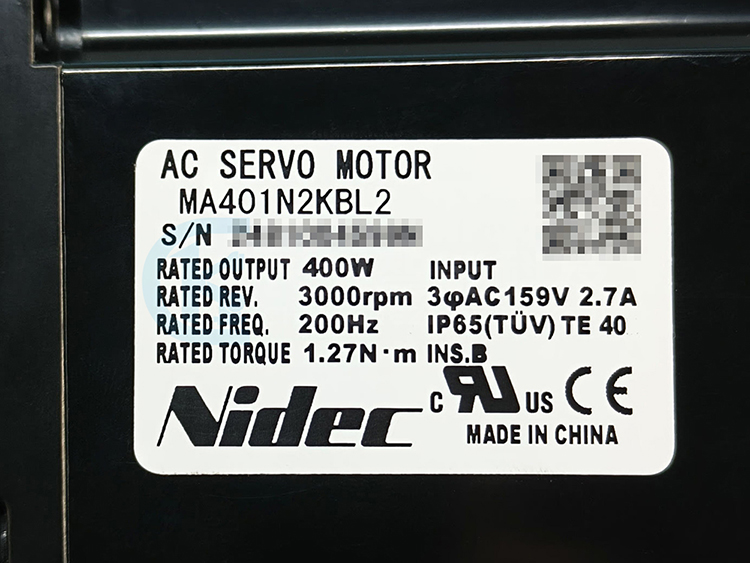 AC SERVO MOTOR
MA401N2KBL2
S/N
RATED OUTPUT 400W INPUT
RATED REV. 3000rpm 3φAC159V 2.7A
RATED FREQ. 200Hz IP65(TÜV) TE 40
RATED TORQUE 1.27N·m INS.B
Nidec c RU US CE
MADE IN CHINA